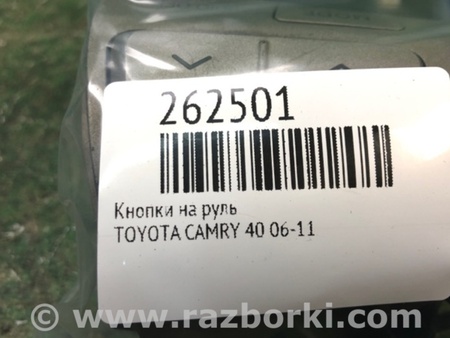 262501
Кнопки на руль
TOYOTA CAMRY 40 06-11
© www.razborki.com